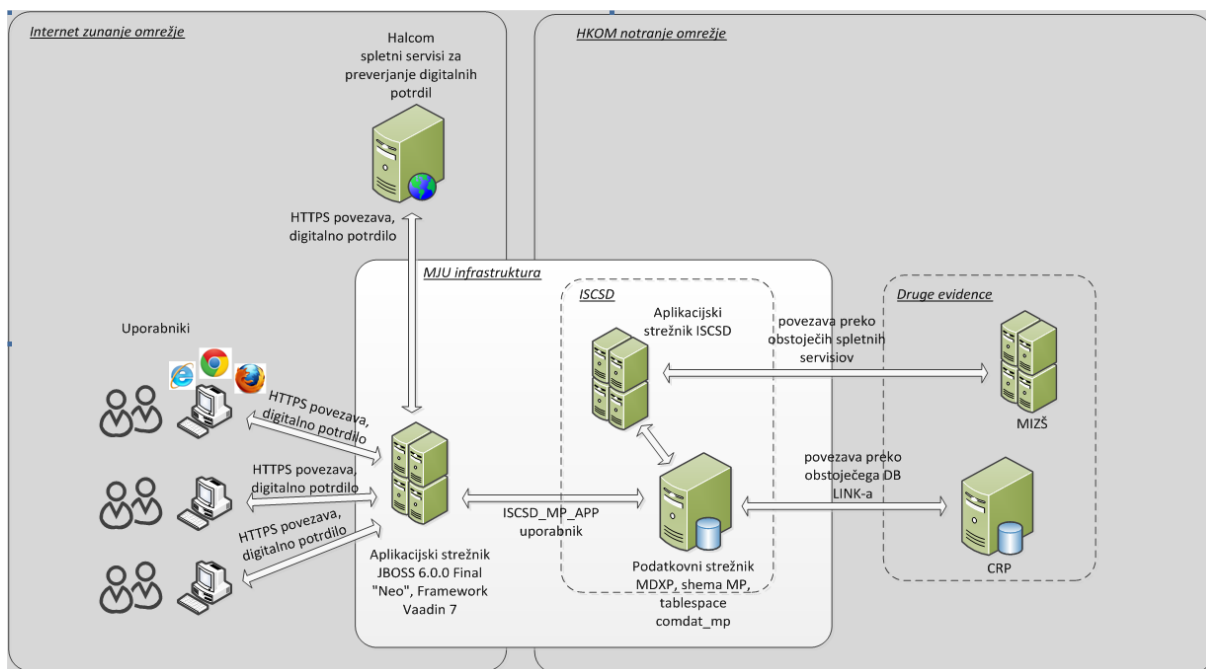 Internet zunanje omrežje
HKOM notranje omrežje
Halcom
spletni servisi za
preverjanje digitalnih
potrdil
HTTPS povezava,
digitalno potrdilo
MJU infrastruktura
ISCSD
Aplikacijski
strežnik ISCSD
povezava preko
obstoječih spletnih
servisiov
Druge evidence
MIZŠ
Uporabniki
HTTPS povezava,
digitalno potrdilo
HTTPS povezava,
digitalno potrdilo
HTTPS povezava,
digitalno potrdilo
Aplikacijski strežnik
JBOSS 6.0.0 Final
"Neo", Framework
Vaadin 7
ISCSD_MP_APP
uporabnik
Podatkovni strežnik
MDXP, shema MP,
tablespace
comdat_mp
povezava preko
obstoječega DB
LINK-a
CRP